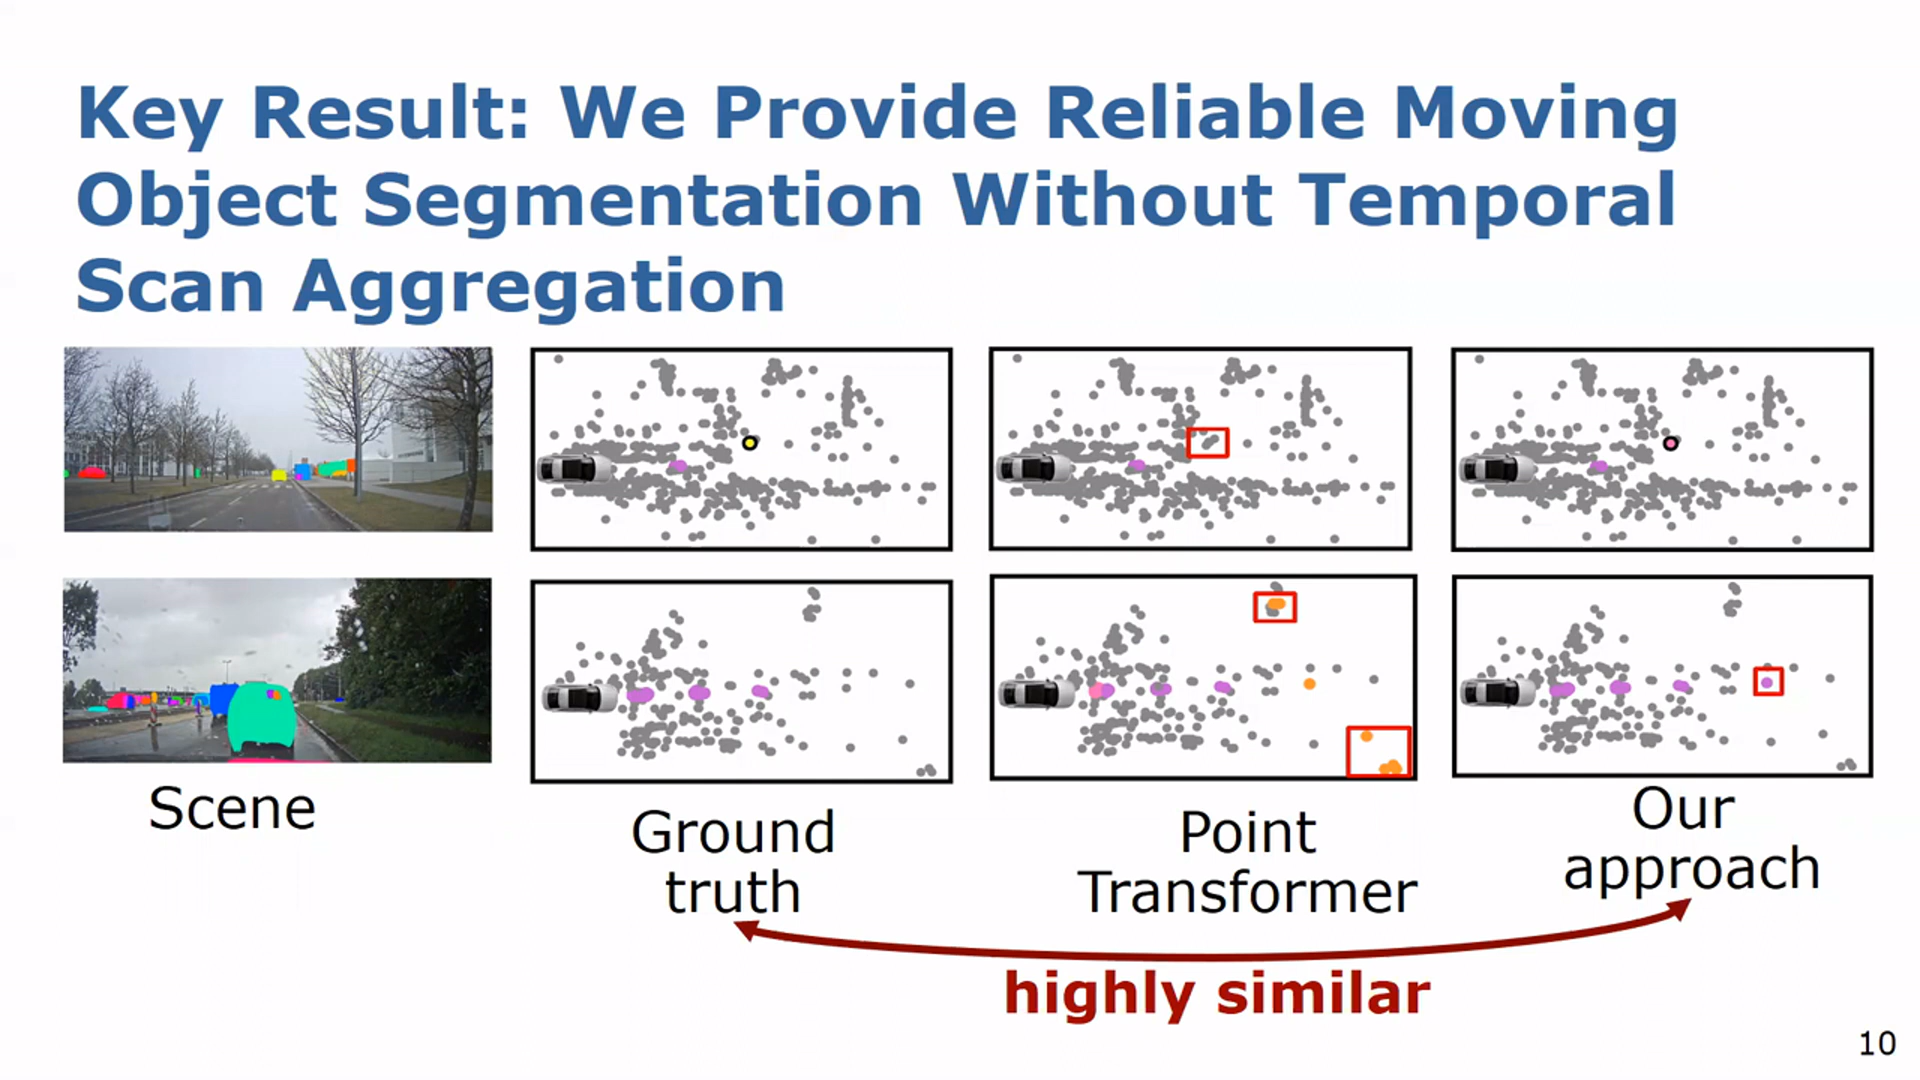 Key Result: We Provide Reliable Moving
Object Segmentation Without Temporal
Scan Aggregation
Scene
Ground
truth
Point
Transformer
Our
approach
highly similar
10